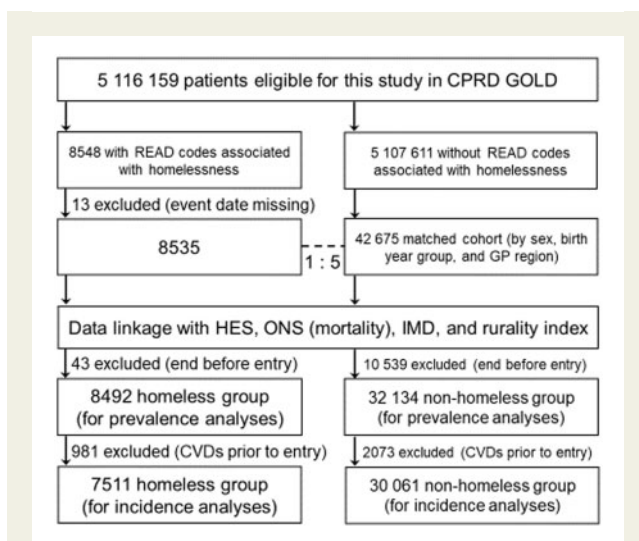 5 116 159 patients eligible for this study in CPRD GOLD
8548 with READ codes associated
with homelessness
5 107 611 without READ codes
associated with homelessness
13 excluded (event date missing)
8535
1 : 5
42 675 matched cohort (by sex, birth
year group, and GP region)
Data linkage with HES, ONS (mortality), IMD, and rurality index
43 excluded (end before entry)
10 539 excluded (end before entry)
8492 homeless group
(for prevalence analyses)
32 134 non-homeless group
(for prevalence analyses)
981 excluded (CVDs prior to entry)
2073 excluded (CVDs prior to entry)
7511 homeless group
(for incidence analyses)
30 061 non-homeless group
(for incidence analyses)